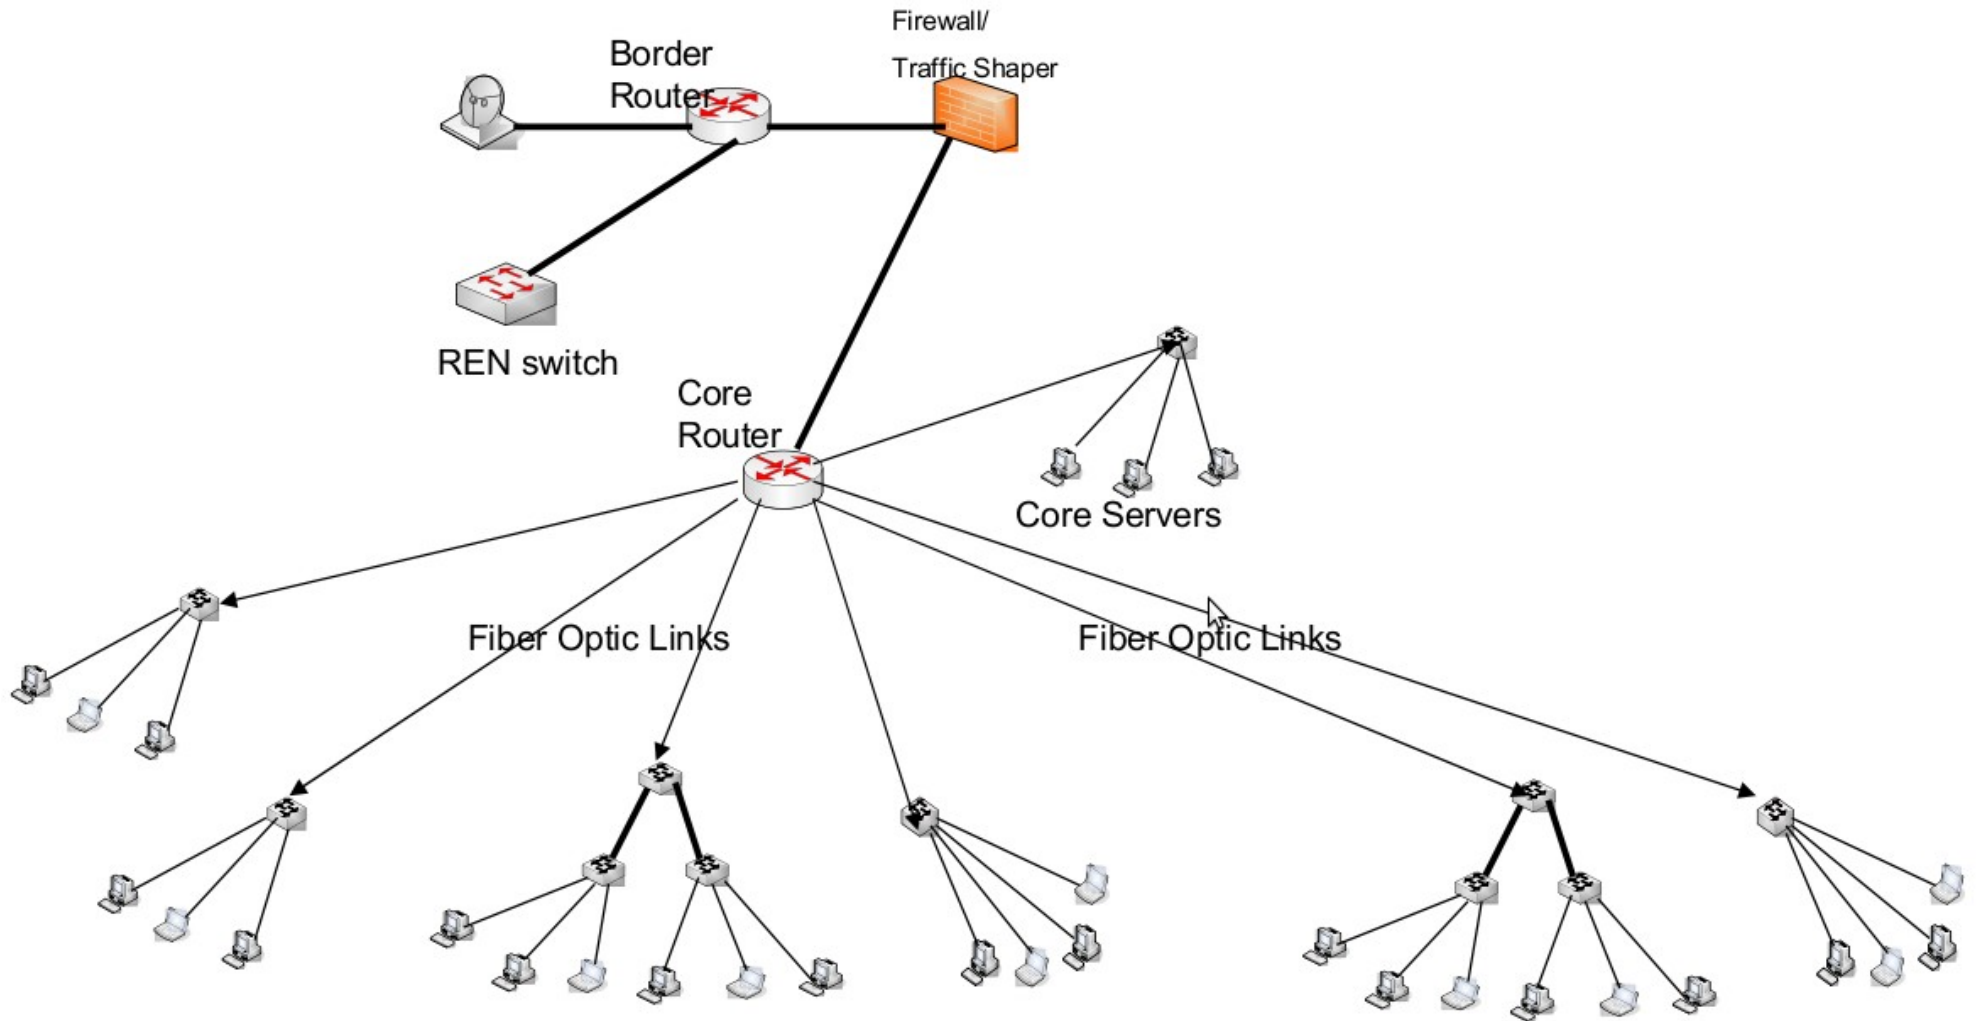 Firewall/
Traffic Shaper
Border
Router
REN switch
Core
Router
Core Servers
Fiber Optic Links
Fiber Optic Links